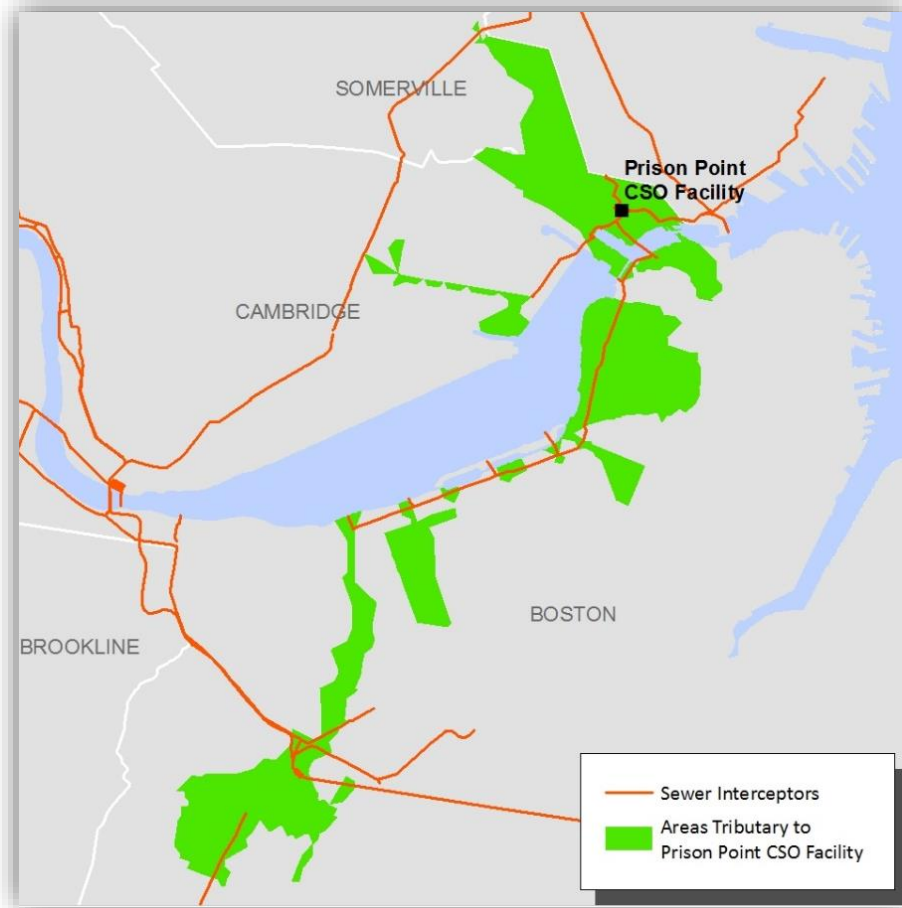 SOMERVILLE
Prison Point
CSO Facility
CAMBRIDGE
BOSTON
BROOKLINE
Sewer Interceptors
Areas Tributary to
Prison Point CSO Facility